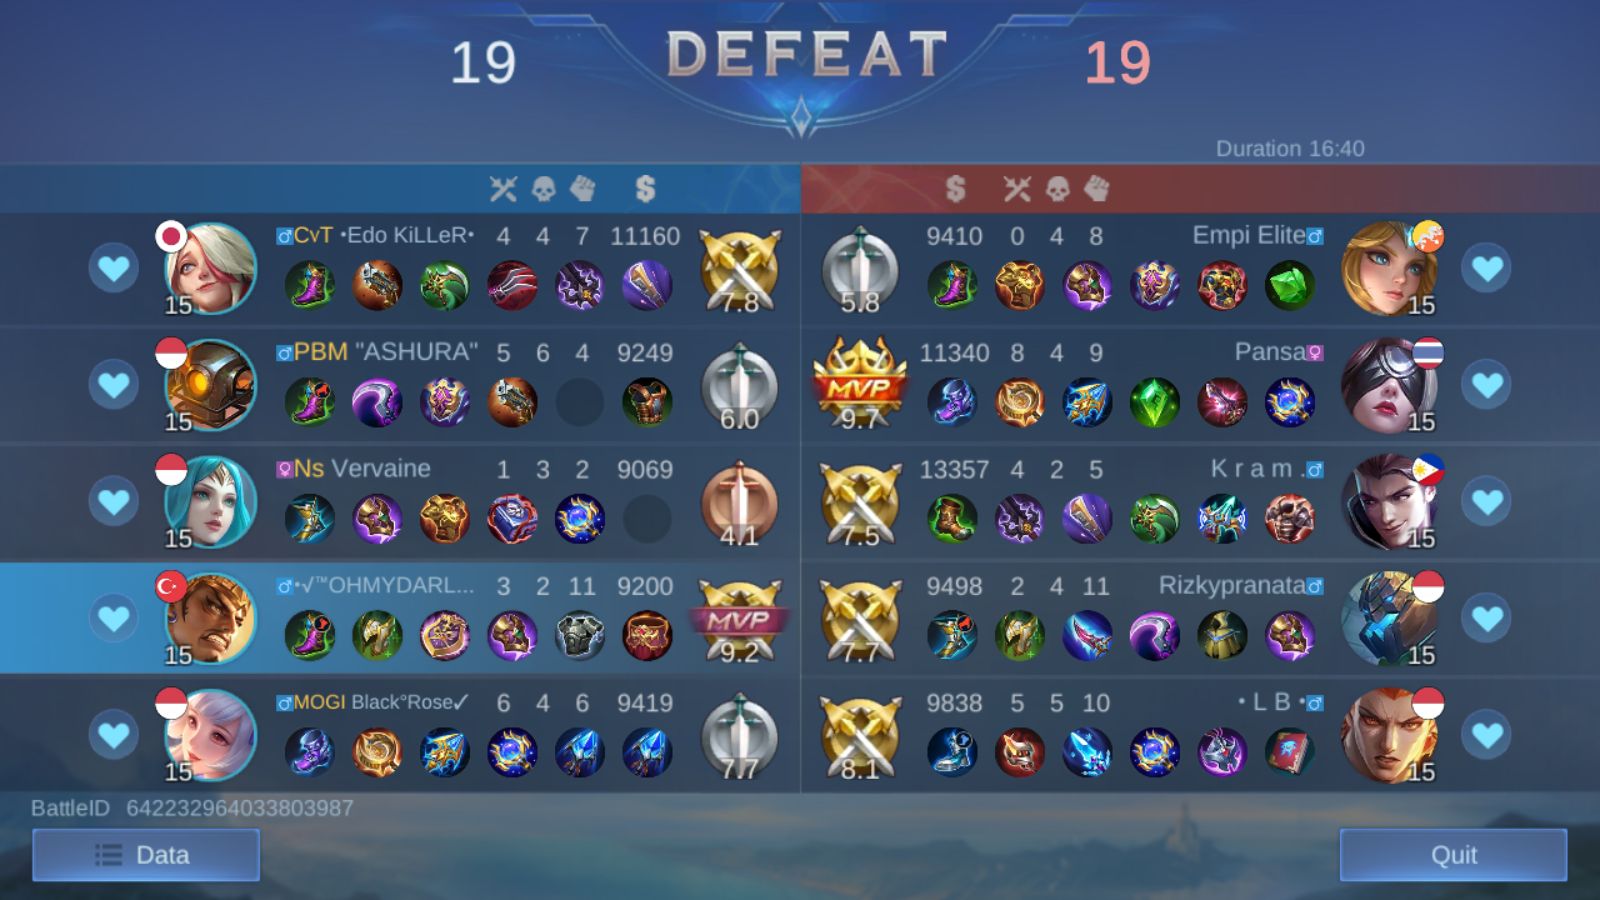 19 DEFEAT 19
Duration 16:40
CvT •Edo KiLLeR• 4 4 7 11160
15 7.8
9410 0 4 8 Empi Elite
5.8 15
PBM "ASHURA" 5 6 4 9249
15 6.0
11340 8 4 9 Pansa
MVP 9.7 15
Ns Vervaine 1 3 2 9069
15 4.1
13357 4 2 5 K r a m .
7.5 15
•√™OHMYDARL... 3 2 11 9200
15 MVP 9.2
9498 2 4 11 Rizkypranata
7.7 15
MOGI Black°Rose✓ 6 4 6 9419
15 7.7
9838 5 5 10 • L B •
8.1 15
BattleID 642232964033803987
Data
Quit